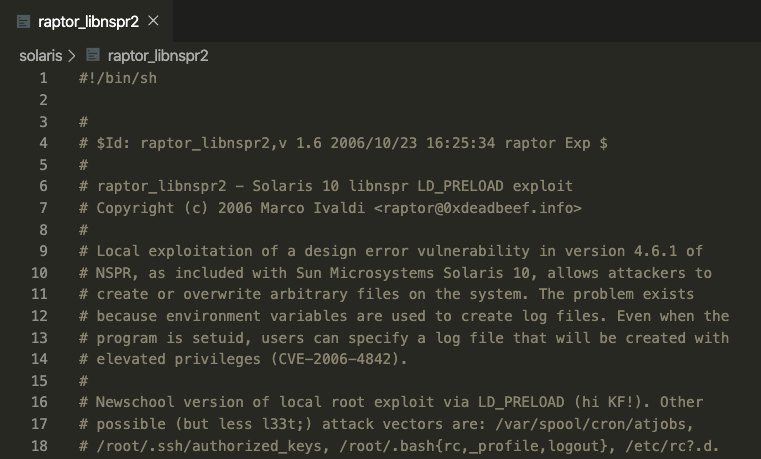 raptor_libnspr2 ×
solaris > raptor_libnspr2
1 #!/bin/sh
2
3 #
4 # $Id: raptor_libnspr2,v 1.6 2006/10/23 16:25:34 raptor Exp $
5 #
6 # raptor_libnspr2 - Solaris 10 libnspr LD_PRELOAD exploit
7 # Copyright (c) 2006 Marco Ivaldi <raptor@0xdeadbeef.info>
8 #
9 # Local exploitation of a design error vulnerability in version 4.6.1 of
10 # NSPR, as included with Sun Microsystems Solaris 10, allows attackers to
11 # create or overwrite arbitrary files on the system. The problem exists
12 # because environment variables are used to create log files. Even when the
13 # program is setuid, users can specify a log file that will be created with
14 # elevated privileges (CVE-2006-4842).
15 #
16 # Newschool version of local root exploit via LD_PRELOAD (hi KF!). Other
17 # possible (but less l33t;) attack vectors are: /var/spool/cron/atjobs,
18 # /root/.ssh/authorized_keys, /root/.bash{rc,_profile,logout}, /etc/rc?.d.